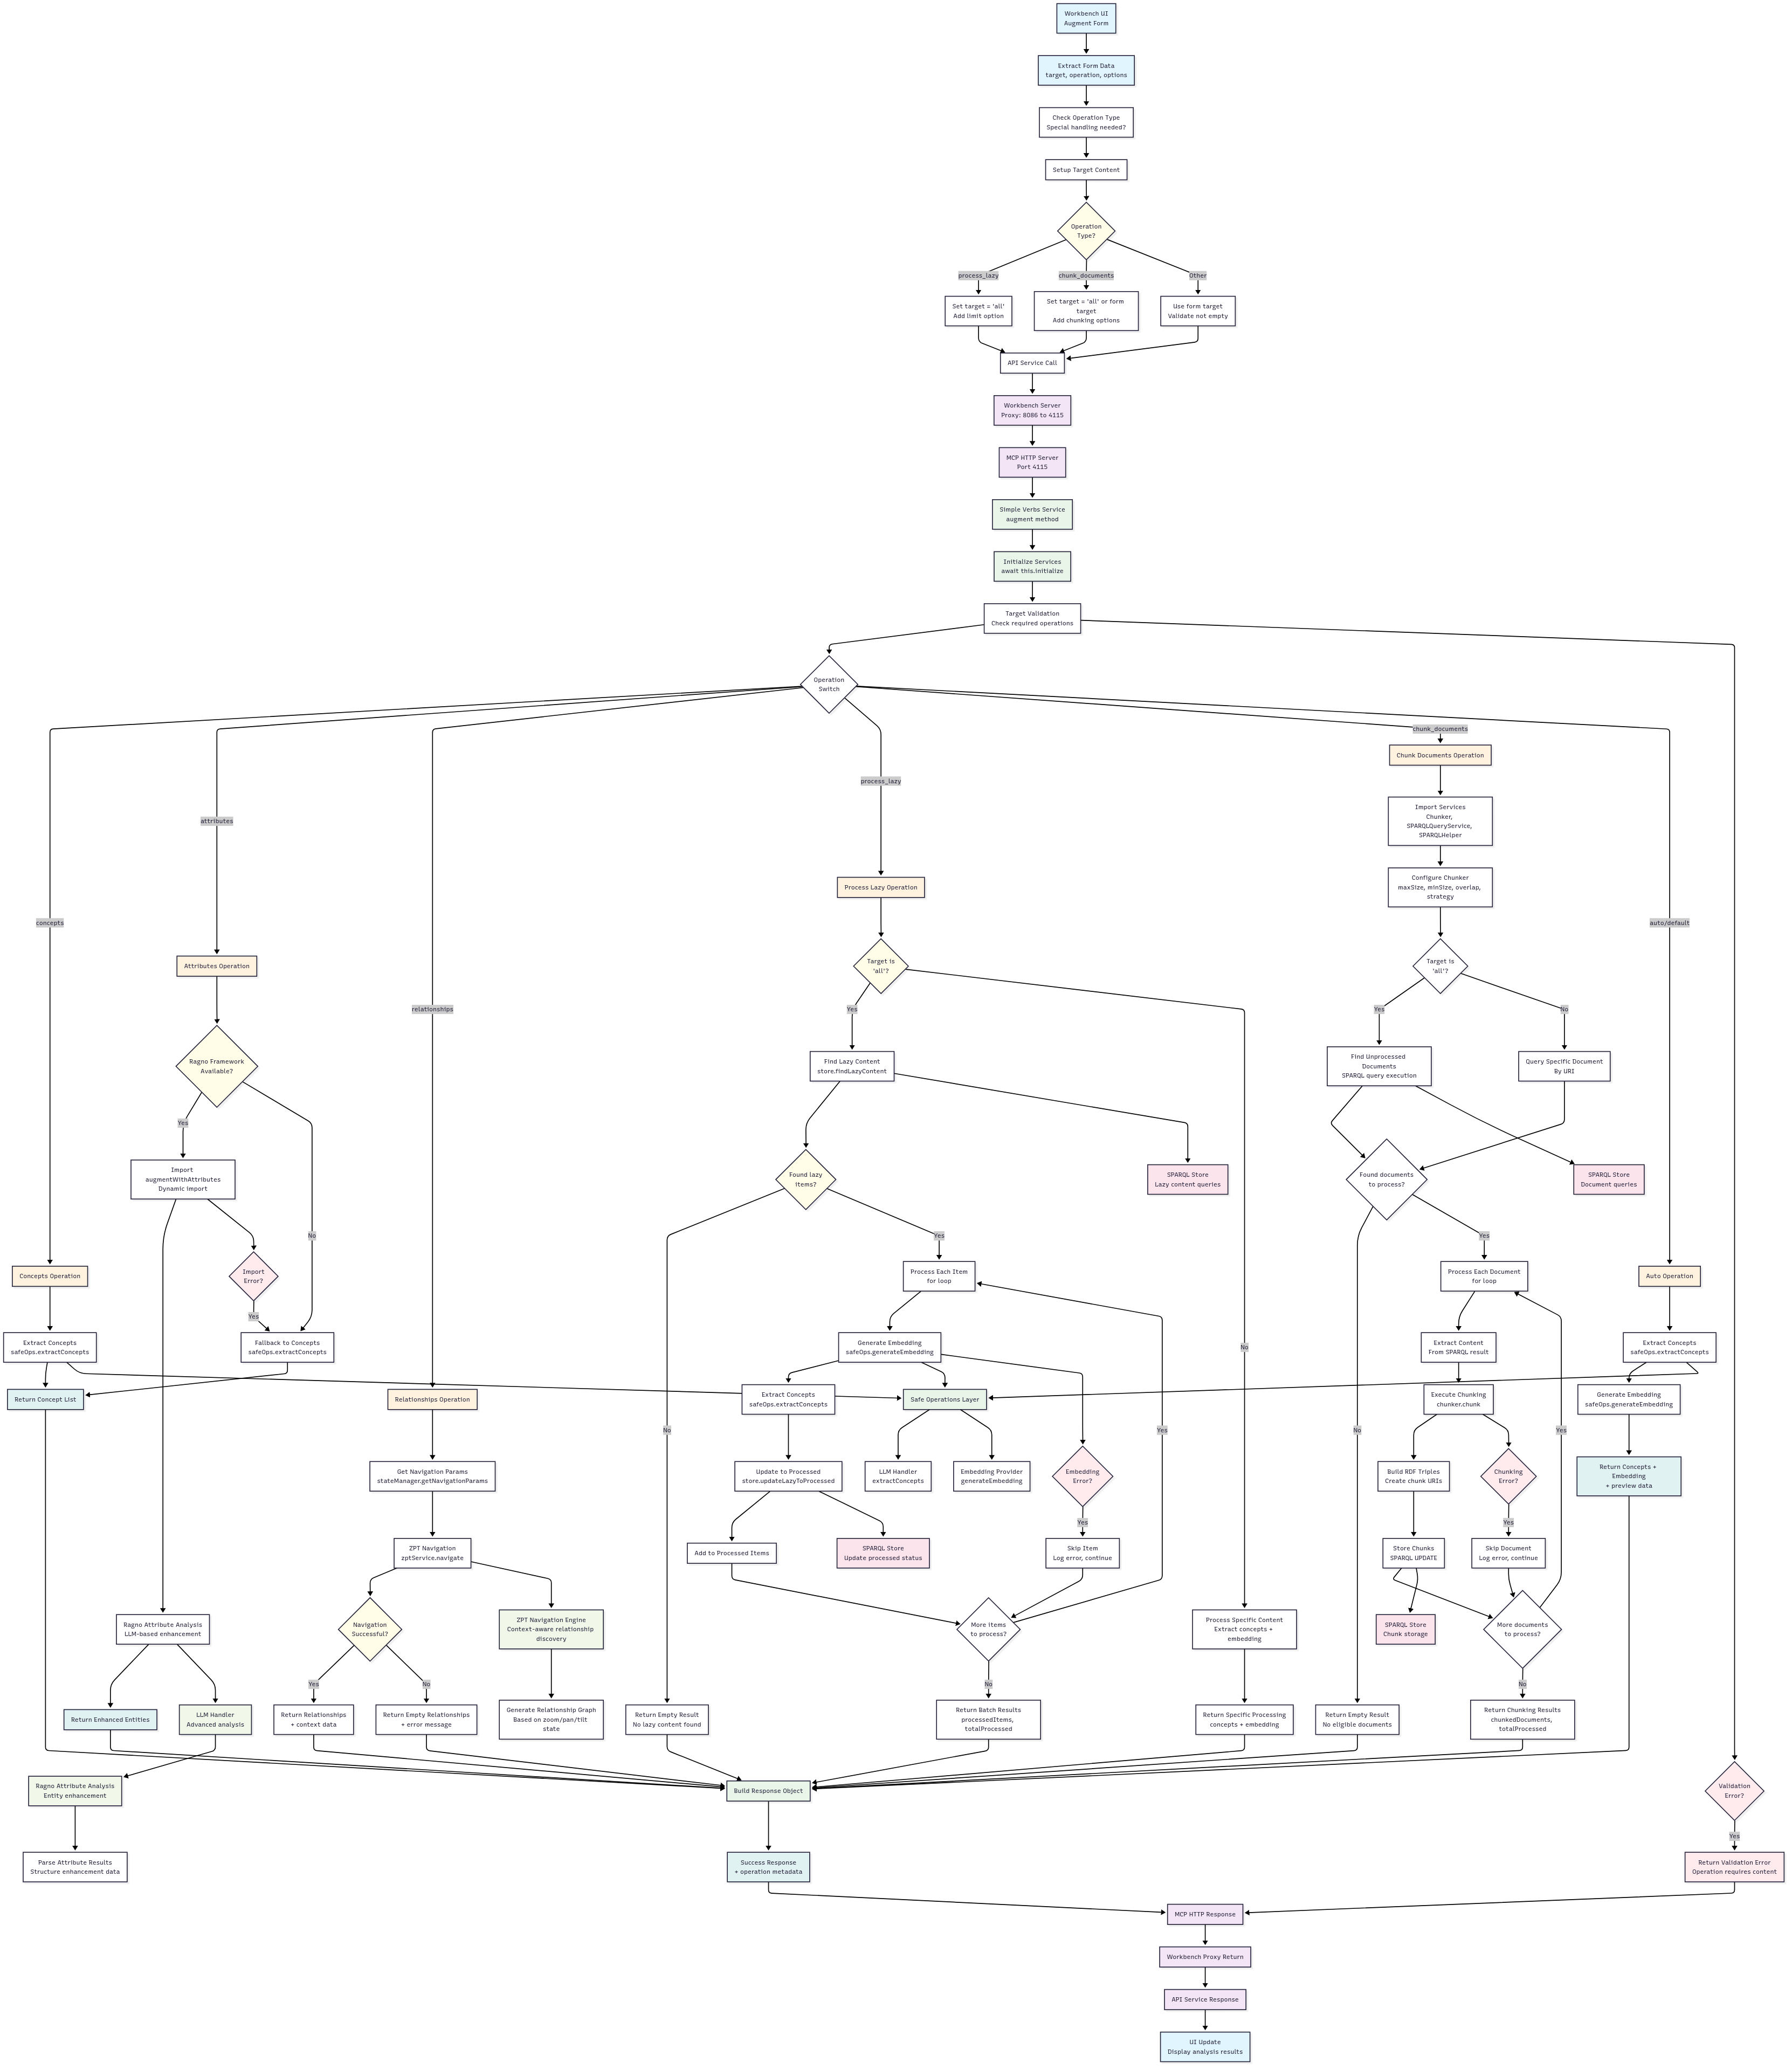 Workbench UI
Augment Form
Extract Form Data
target, operation, options
Check Operation Type
Special handling needed?
Setup Target Content
Operation
Type?
process_lazy
chunk_documents
Other
Set target = 'all'
Add limit option
Set target = 'all' or form
target
Add chunking options
Use form target
Validate not empty
API Service Call
Workbench Server
Proxy: 8086 to 4115
MCP HTTP Server
Port 4115
Simple Verbs Service
augment method
Initialize Services
await this.initialize
Target Validation
Check required operations
Operation
Switch
chunk_documents
Chunk Documents Operation
process_lazy
Import Services
Chunker,
SPARQLQueryService,
SPARQLHelper
attributes
Configure Chunker
maxSize, minSize, overlap,
strategy
Process Lazy Operation
concepts
auto/default
Attributes Operation
Target is
'all'?
Target is
'all'?
relationships
Yes
Yes
No
Ragno Framework
Available?
Find Lazy Content
store.findLazyContent
Find Unprocessed
Documents
SPARQL query execution
Query Specific Document
By URI
Yes
Import
augmentWithAttributes
Dynamic import
Found lazy
items?
SPARQL Store
Lazy content queries
Found documents
to process?
SPARQL Store
Document queries
No
Yes
Yes
Concepts Operation
Import
Error?
Process Each Item
for loop
Process Each Document
for loop
Auto Operation
Yes
Extract Concepts
safeOps.extractConcepts
Fallback to Concepts
safeOps.extractConcepts
Generate Embedding
safeOps.generateEmbedding
No
Extract Content
From SPARQL result
Extract Concepts
safeOps.extractConcepts
Return Concept List
Relationships Operation
Extract Concepts
safeOps.extractConcepts
Safe Operations Layer
Execute Chunking
chunker.chunk
Generate Embedding
safeOps.generateEmbedding
No
Yes
No
Yes
Get Navigation Params
stateManager.getNavigationParams
Update to Processed
store.updateLazyToProcessed
LLM Handler
extractConcepts
Embedding Provider
generateEmbedding
Embedding
Error?
Build RDF Triples
Create chunk URIs
Chunking
Error?
Return Concepts +
Embedding
+ preview data
Yes
Yes
ZPT Navigation
zptService.navigate
Add to Processed Items
SPARQL Store
Update processed status
Skip Item
Log error, continue
Store Chunks
SPARQL UPDATE
Skip Document
Log error, continue
Ragno Attribute Analysis
LLM-based enhancement
Navigation
Successful?
ZPT Navigation Engine
Context-aware relationship
discovery
More items
to process?
Process Specific Content
Extract concepts +
embedding
SPARQL Store
Chunk storage
More documents
to process?
Yes
No
No
No
Return Enhanced Entities
LLM Handler
Advanced analysis
Return Relationships
+ context data
Return Empty Relationships
+ error message
Generate Relationship Graph
Based on zoom/pan/tilt
state
Return Empty Result
No lazy content found
Return Batch Results
processedItems,
totalProcessed
Return Specific Processing
concepts + embedding
Return Empty Result
No eligible documents
Return Chunking Results
chunkedDocuments,
totalProcessed
Ragno Attribute Analysis
Entity enhancement
Build Response Object
Validation
Error?
Yes
Parse Attribute Results
Structure enhancement data
Success Response
+ operation metadata
Return Validation Error
Operation requires content
MCP HTTP Response
Workbench Proxy Return
API Service Response
UI Update
Display analysis results